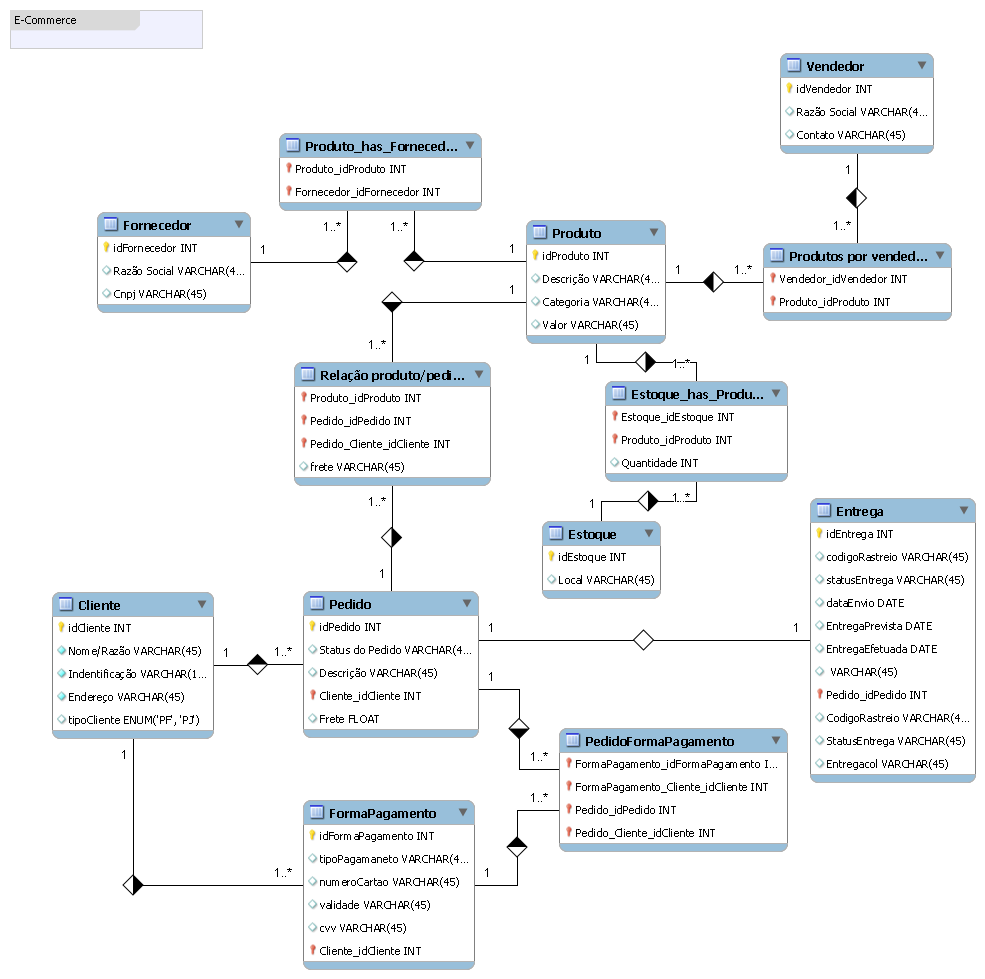 E-Commerce
Vendedor
idVendedor INT
Razão Social VARCHAR(4...
Contato VARCHAR(45)
1
1..*
Produto_has_Forneced...
Produto_idProduto INT
Fornecedor_idFornecedor INT
1..*
1..*
Fornecedor
idFornecedor INT
Razão Social VARCHAR(4...
Cnpj VARCHAR(45)
1
1
Produto
idProduto INT
Descrição VARCHAR(4...
Categoria VARCHAR(4...
Valor VARCHAR(45)
1
1..*
Produtos por vended...
Vendedor_idVendedor INT
Produto_idProduto INT
1
1..*
1
1..*
Relação produto/pedi...
Produto_idProduto INT
Pedido_idPedido INT
Pedido_Cliente_idCliente INT
frete VARCHAR(45)
1..*
1
Estoque_has_Produ...
Estoque_idEstoque INT
Produto_idProduto INT
Quantidade INT
1..*
1
Estoque
idEstoque INT
Local VARCHAR(45)
Entrega
idEntrega INT
codigoRastreio VARCHAR(45)
statusEntrega VARCHAR(45)
dataEnvio DATE
EntregaPrevista DATE
EntregaEfetuada DATE
VARCHAR(45)
Pedido_idPedido INT
CodigoRastreio VARCHAR(4...
StatusEntrega VARCHAR(45)
Entregacol VARCHAR(45)
Cliente
idCliente INT
Nome/Razão VARCHAR(45)
Indentificação VARCHAR(1...
Endereço VARCHAR(45)
tipoCliente ENUM('PF', 'PJ')
1
1..*
Pedido
idPedido INT
Status do Pedido VARCHAR(4...
Descrição VARCHAR(45)
Cliente_idCliente INT
Frete FLOAT
1
1
1
1..*
PedidoFormaPagamento
FormaPagamento_idFormaPagamento I...
FormaPagamento_Cliente_idCliente INT
Pedido_idPedido INT
Pedido_Cliente_idCliente INT
1..*
1
1
1..*
FormaPagamento
idFormaPagamento INT
tipoPagamaneto VARCHAR(4...
numeroCartao VARCHAR(45)
validade VARCHAR(45)
cvv VARCHAR(45)
Cliente_idCliente INT